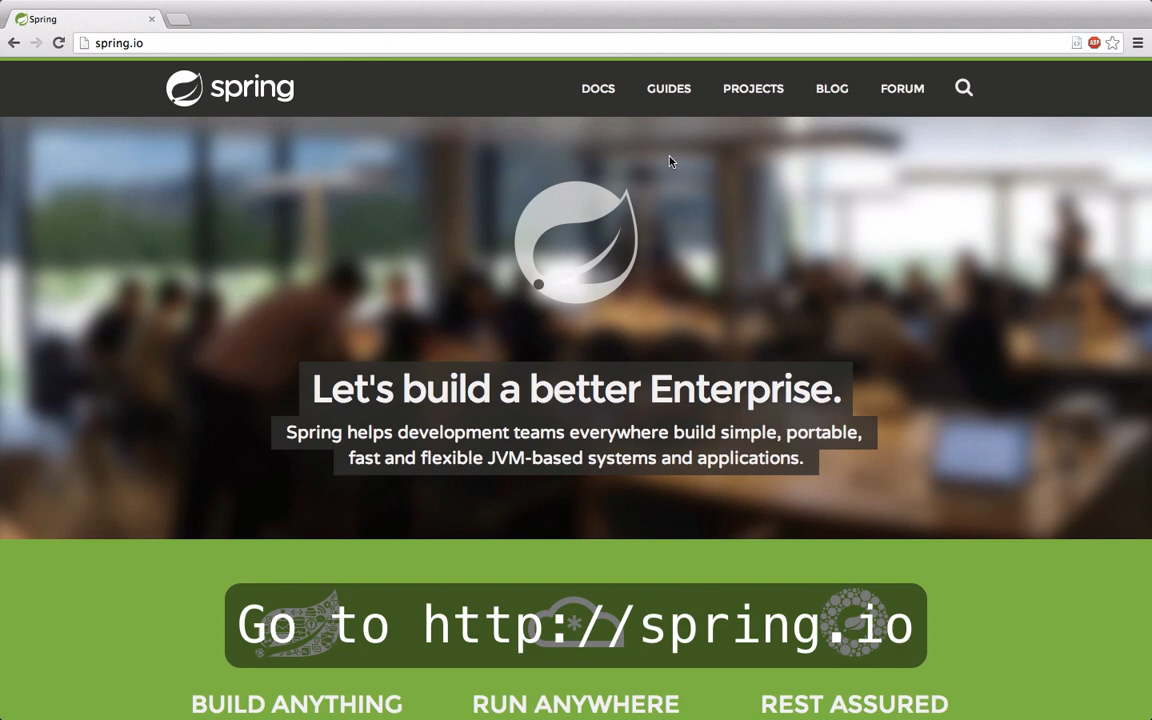 Spring
spring.io
ABP
spring
DOCS GUIDES PROJECTS BLOG FORUM
Let's build a better Enterprise.
Spring helps development teams everywhere build simple, portable,
fast and flexible JVM-based systems and applications.
Go to http://spring.io
BUILD ANYTHING RUN ANYWHERE REST ASSURED